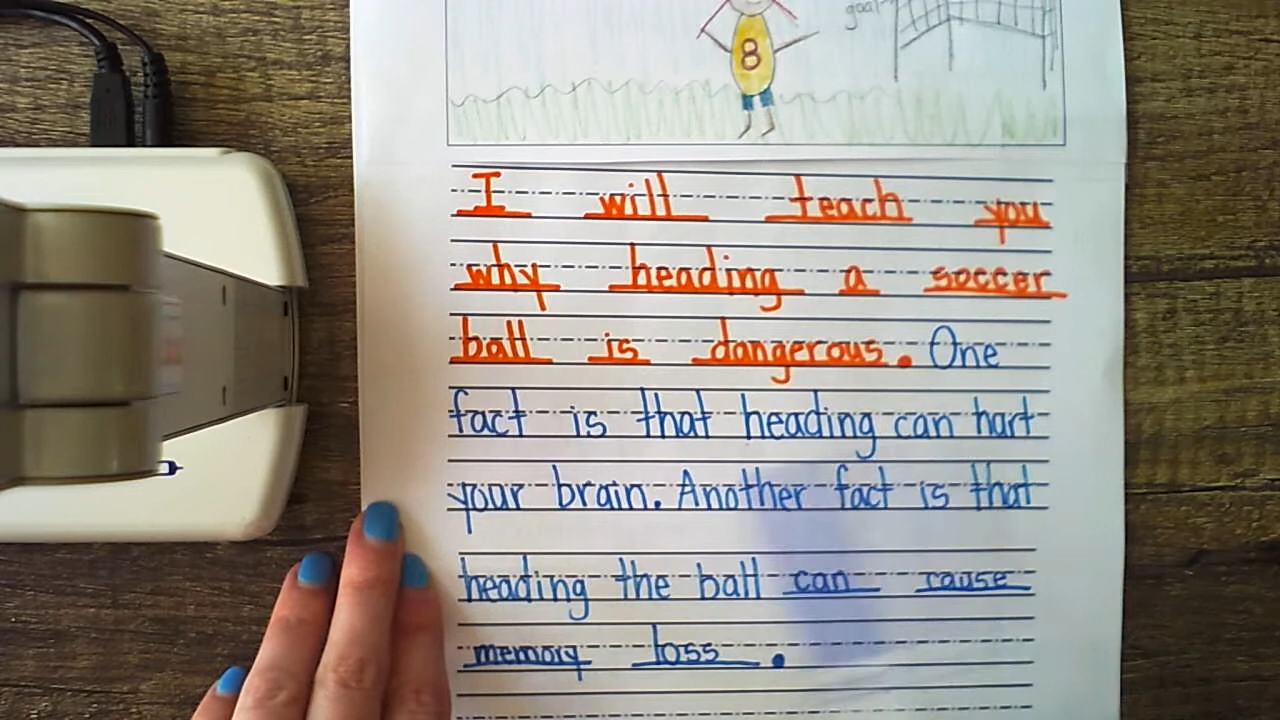 goal
8
I will teach you
why heading a soccer
ball is dangerous. One
fact is that heading can hart
your brain. Another fact is that
heading the ball can cause
memory loss.